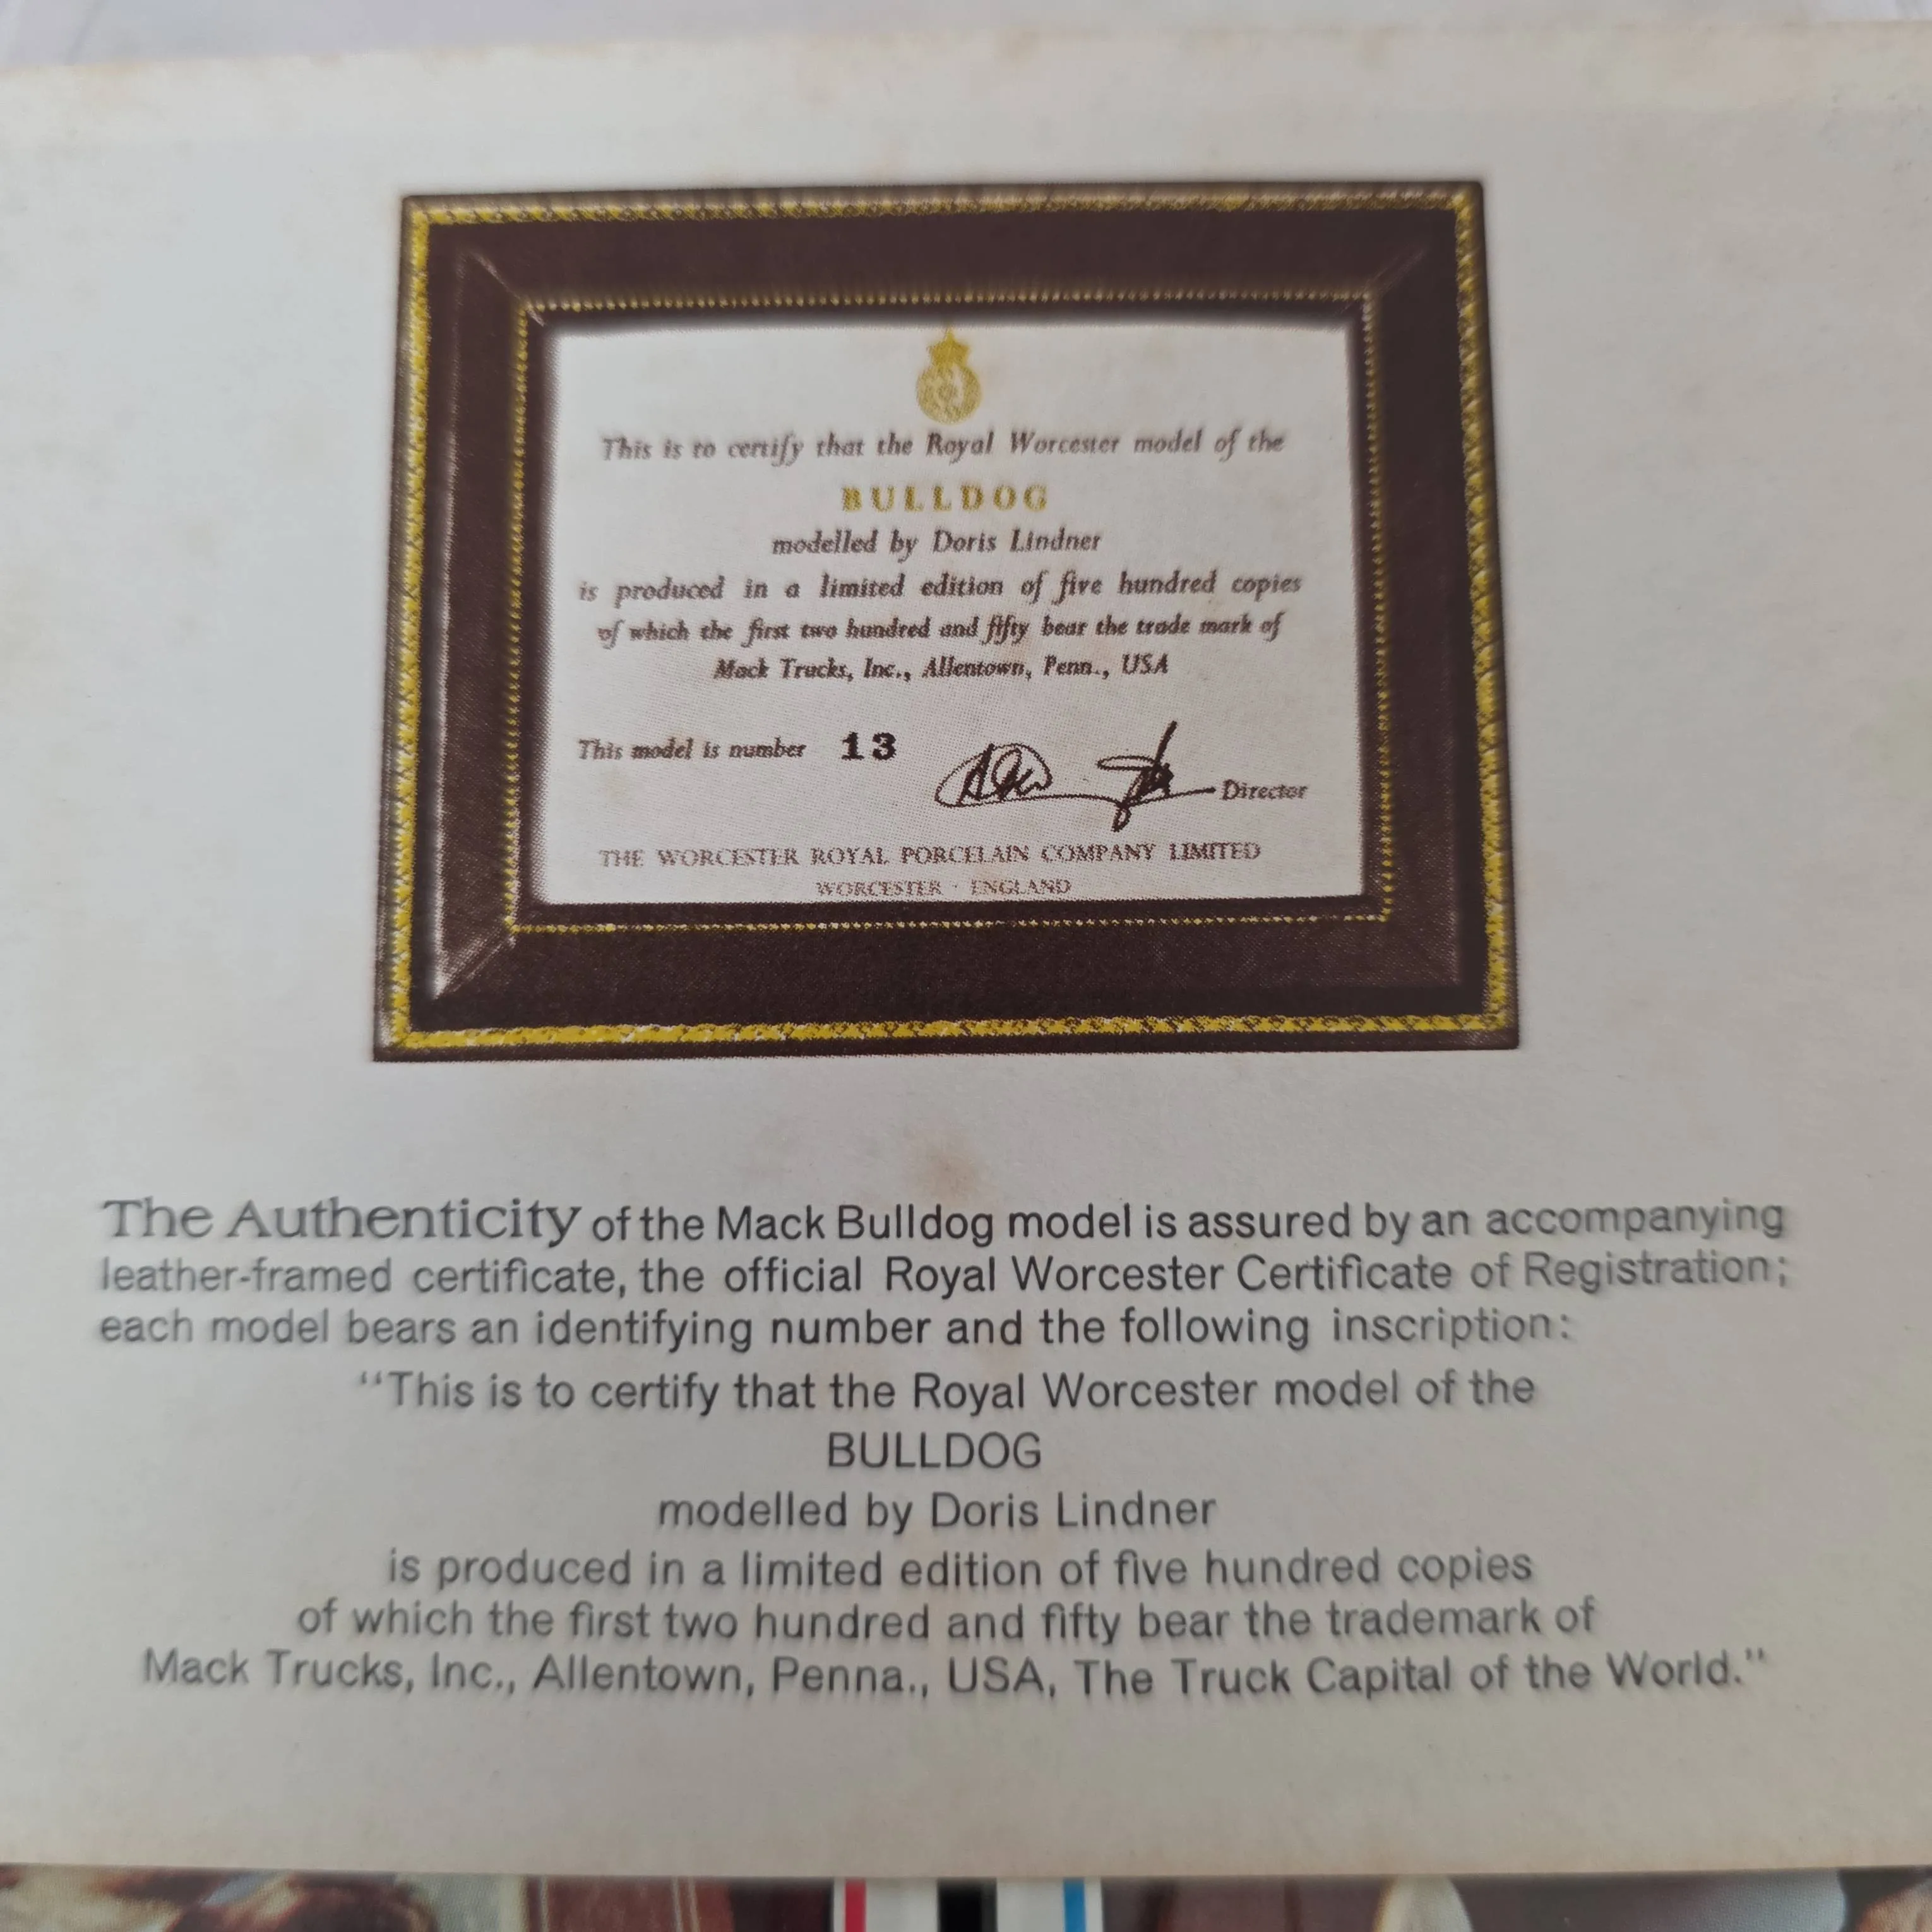 This is to certify that the Royal Worcester model of the
BULLDOG
modelled by Doris Lindner
is produced in a limited edition of five hundred copies
of which the first two hundred and fifty bear the trade mark of
Mack Trucks, Inc., Allentown, Penn., USA
This model is number 13
Director
THE WORCESTER ROYAL PORCELAIN COMPANY LIMITED
WORCESTER · ENGLAND
The Authenticity of the Mack Bulldog model is assured by an accompanying
leather-framed certificate, the official Royal Worcester Certificate of Registration;
each model bears an identifying number and the following inscription:
"This is to certify that the Royal Worcester model of the
BULLDOG
modelled by Doris Lindner
is produced in a limited edition of five hundred copies
of which the first two hundred and fifty bear the trademark of
Mack Trucks, Inc., Allentown, Penna., USA, The Truck Capital of the World."